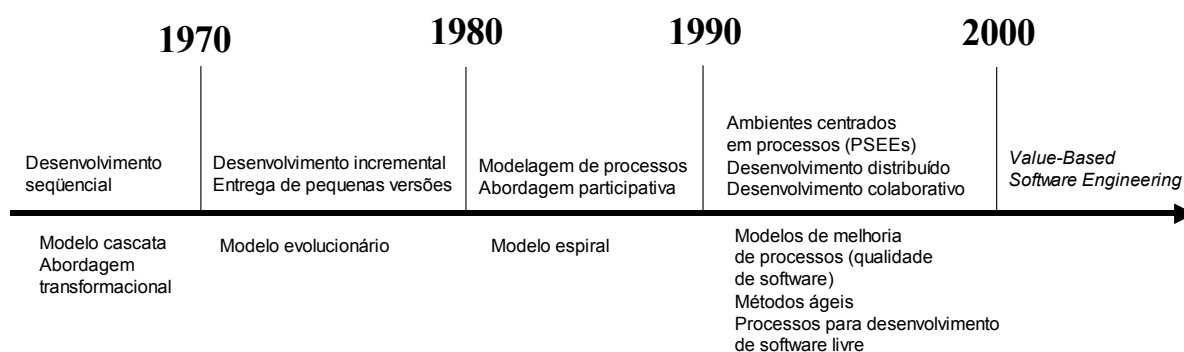 1970
1980
1990
2000
Desenvolvimento
seqüencial
Desenvolvimento incremental
Entrega de pequenas versões
Modelagem de processos
Abordagem participativa
Ambientes centrados
em processos (PSEEs)
Desenvolvimento distribuído
Desenvolvimento colaborativo
Value-Based
Software Engineering
Modelo cascata
Abordagem
transformacional
Modelo evolucionário
Modelo espiral
Modelos de melhoria
de processos (qualidade
de software)
Métodos ágeis
Processos para desenvolvimento
de software livre